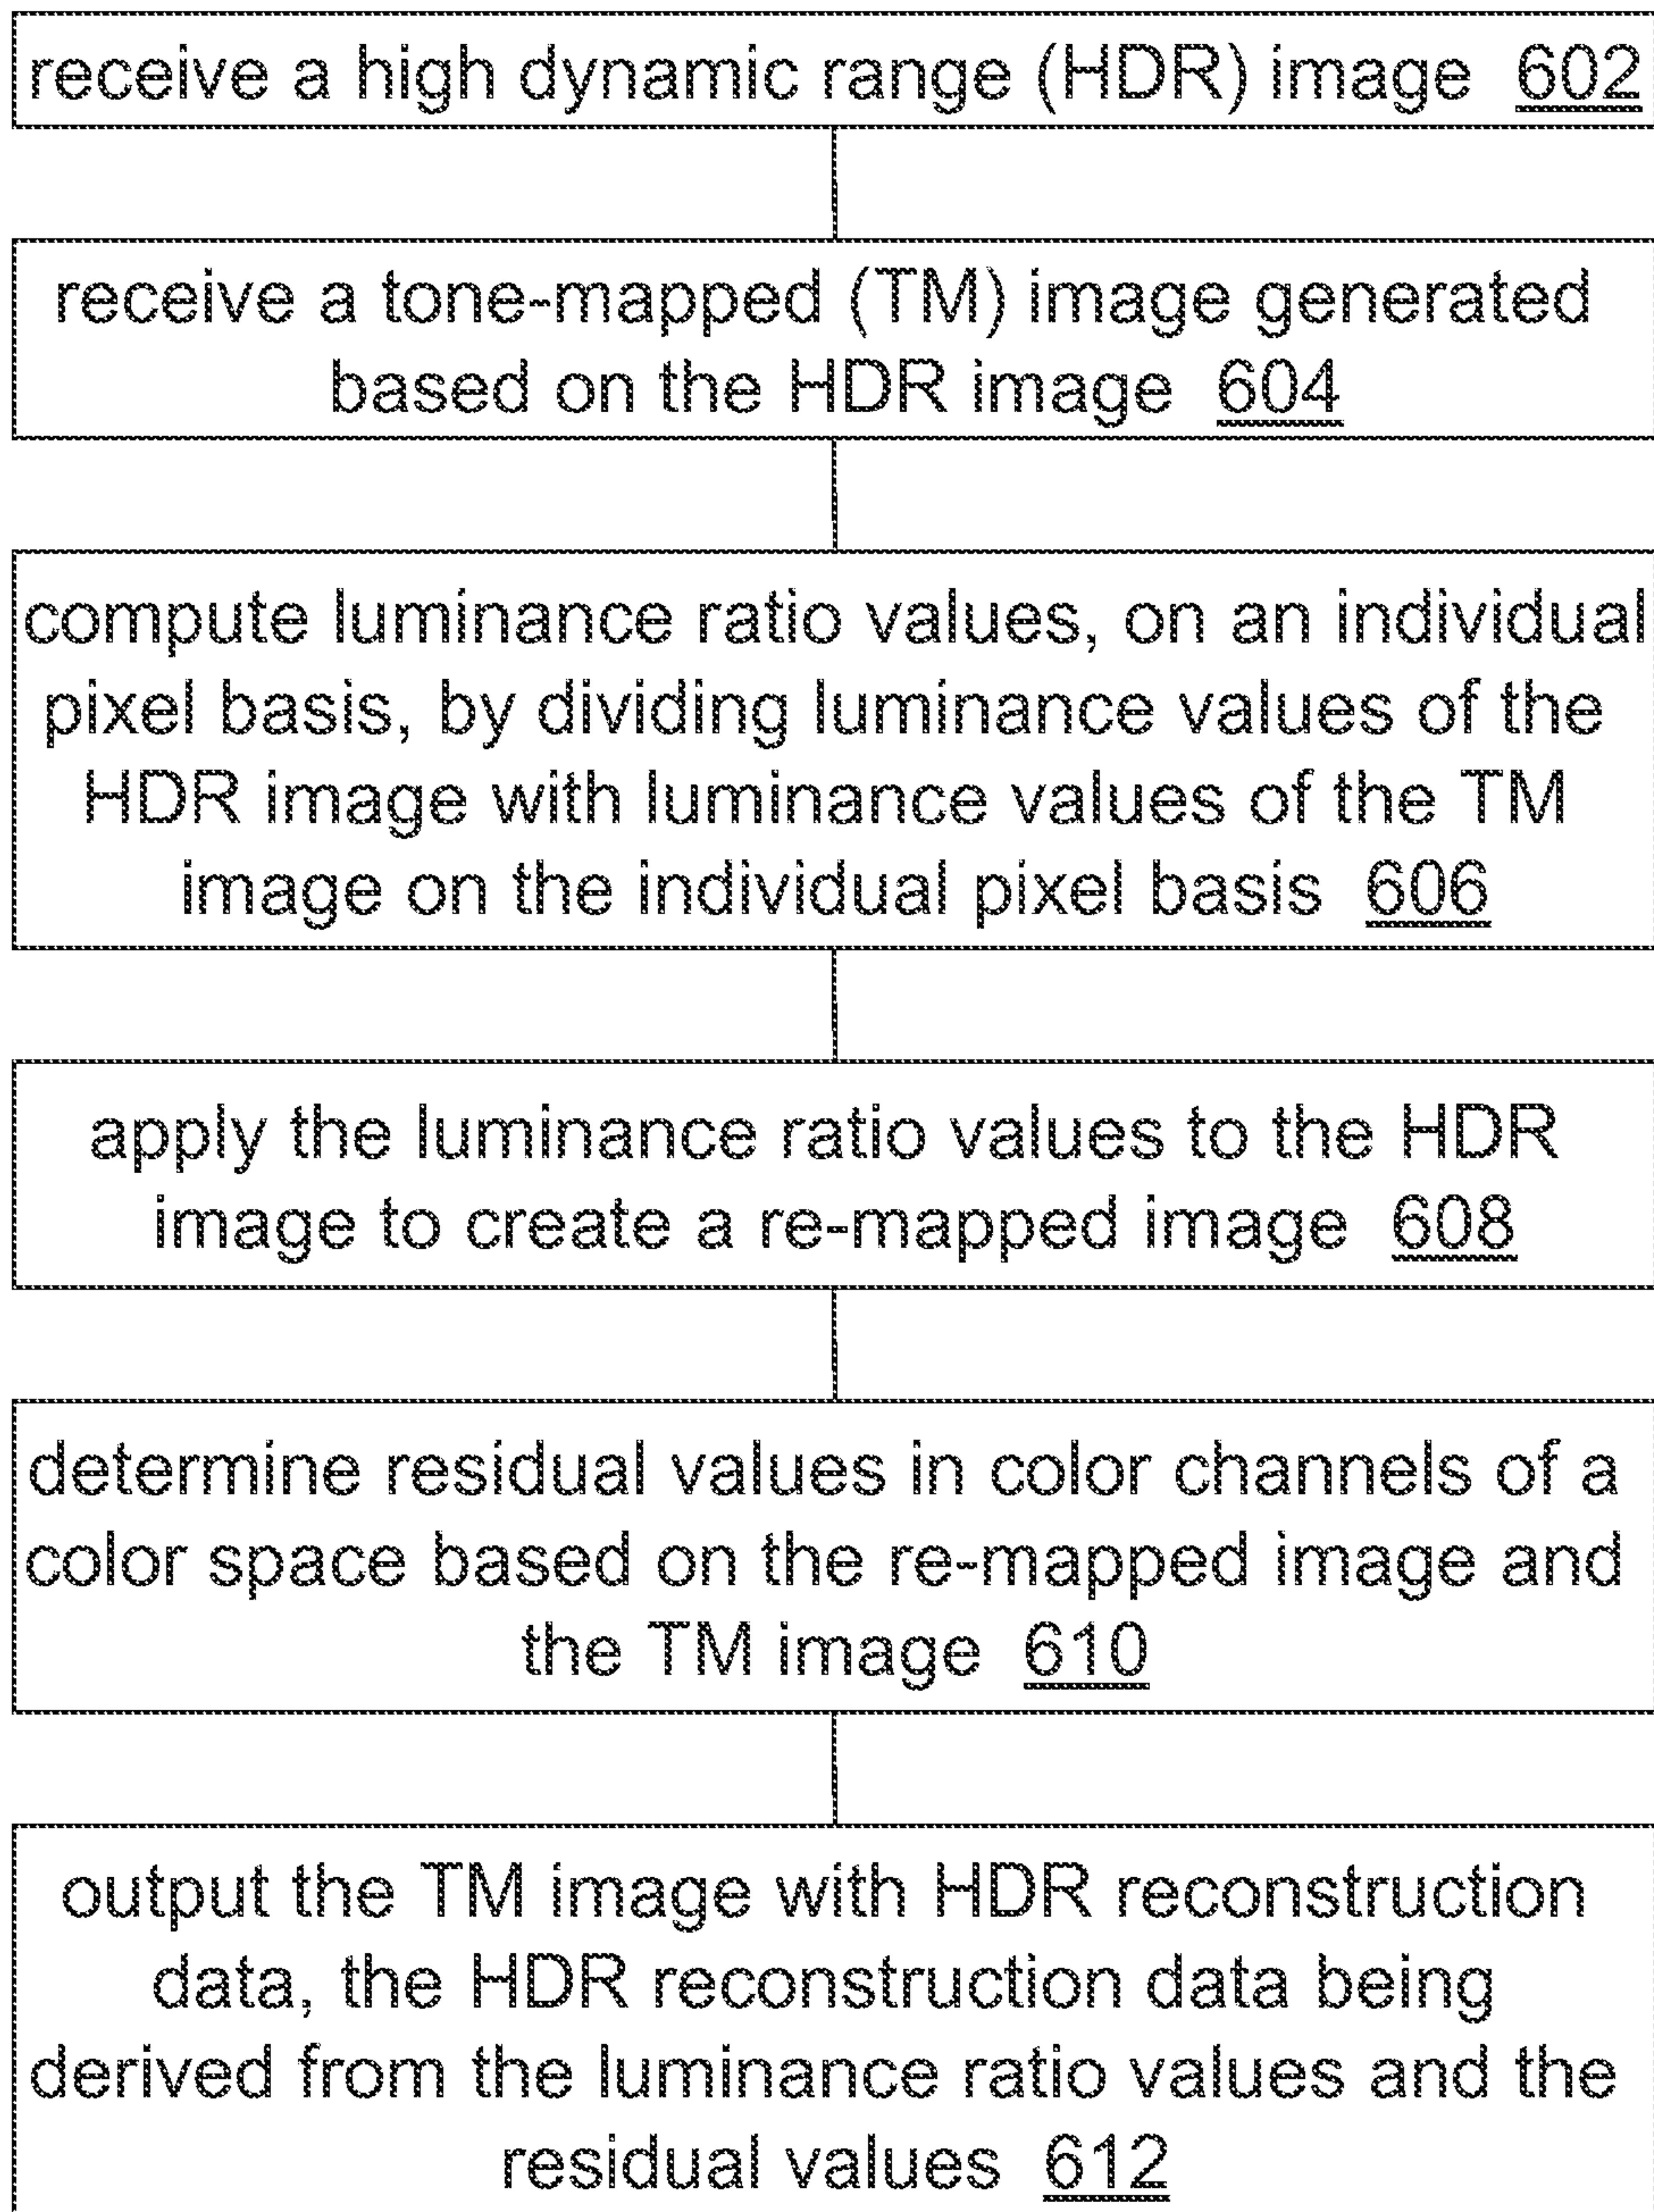 receive a high dynamic range (HDR) image 602
receive a tone-mapped (TM) image generated
based on the HDR image 604
compute luminance ratio values, on an individual
pixel basis, by dividing luminance values of the
HDR image with luminance values of the TM
image on the individual pixel basis 606
apply the luminance ratio values to the HDR
image to create a re-mapped image 608
determine residual values in color channels of a
color space based on the re-mapped image and
the TM image 610
output the TM image with HDR reconstruction
data, the HDR reconstruction data being
derived from the luminance ratio values and the
residual values 612